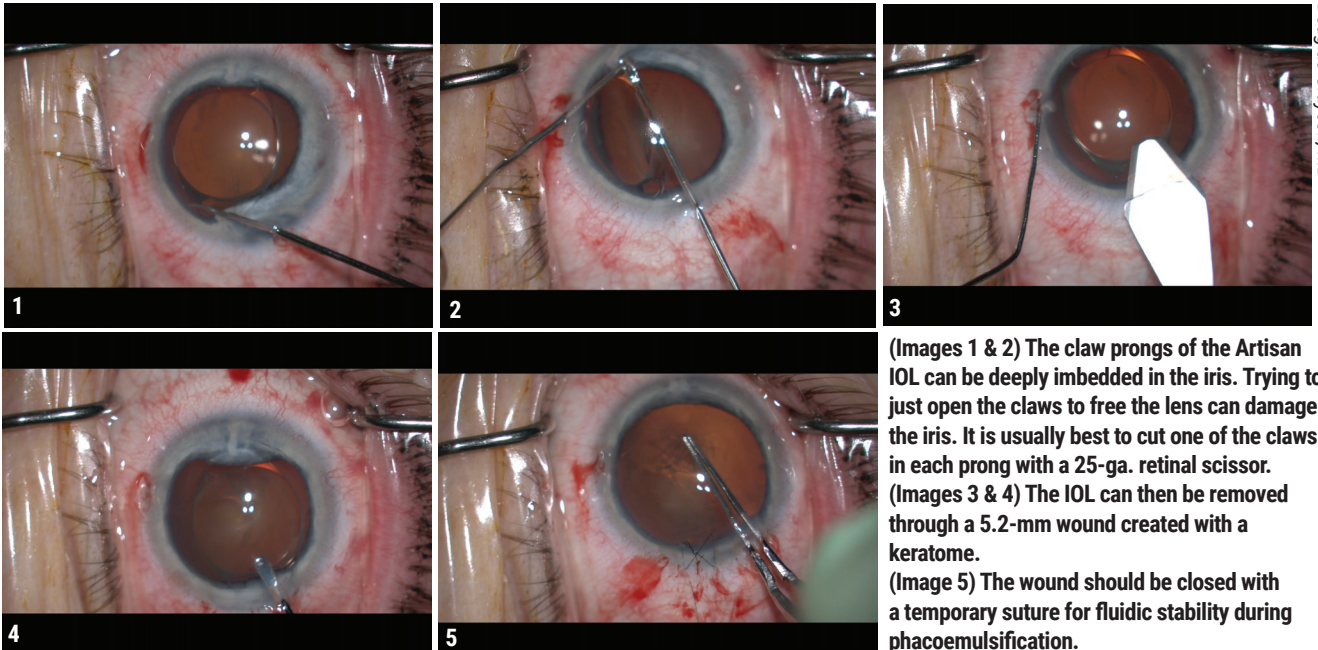 1
2
3
(Images 1 & 2) The claw prongs of the Artisan
IOL can be deeply imbedded in the iris. Trying to
just open the claws to free the lens can damage
the iris. It is usually best to cut one of the claws
in each prong with a 25-ga. retinal scissor.
(Images 3 & 4) The IOL can then be removed
through a 5.2-mm wound created with a
keratome.
(Image 5) The wound should be closed with
a temporary suture for fluidic stability during
phacoemulsification.
4
5